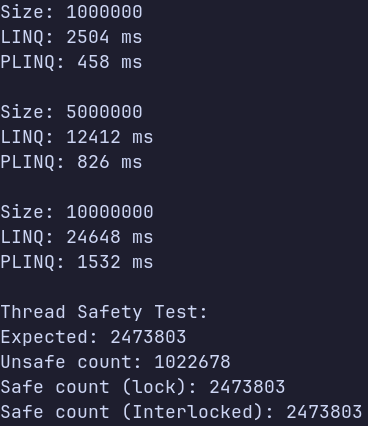 Size: 1000000
LINQ: 2504 ms
PLINQ: 458 ms
Size: 5000000
LINQ: 12412 ms
PLINQ: 826 ms
Size: 10000000
LINQ: 24648 ms
PLINQ: 1532 ms
Thread Safety Test:
Expected: 2473803
Unsafe count: 1022678
Safe count (lock): 2473803
Safe count (Interlocked): 2473803